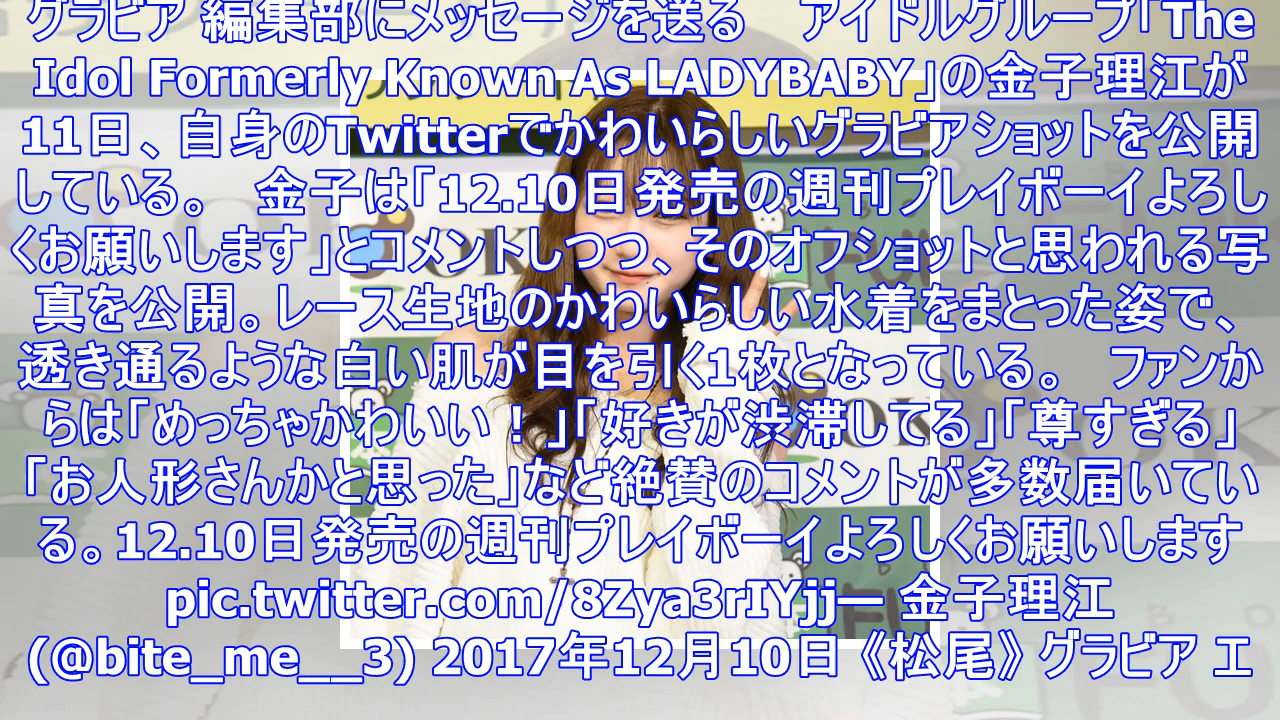 グラビア 編集部にメッセージを送る　アイドルグループ「The
Idol Formerly Known As LADYBABY」の金子理江が
11日、自身のTwitterでかわいらしいグラビアショットを公開
している。　金子は「12.10日発売の週刊プレイボーイよろし
くお願いします」とコメントしつつ、そのオフショットと思われる写
真を公開。レース生地のかわいらしい水着をまとった姿で、
透き通るような白い肌が目を引く1枚となっている。　ファンか
らは「めっちゃかわいい！」「好きが渋滞してる」「尊すぎる」
「お人形さんかと思った」など絶賛のコメントが多数届いてい
る。12.10日発売の週刊プレイボーイよろしくお願いします
pic.twitter.com/8Zya3rIYjj— 金子理江
(@bite_me__3) 2017年12月10日《松尾》 グラビア エ